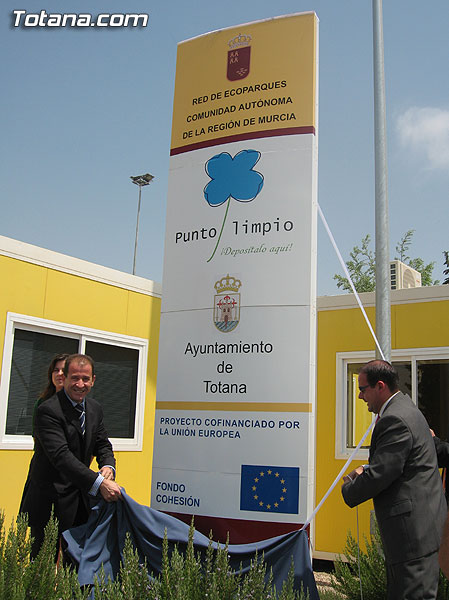 Totana.com
RED DE ECOPARQUES
COMUNIDAD AUTÓNOMA
DE LA REGIÓN DE MURCIA
Punto limpio
¡Deposítalo aquí!
Ayuntamiento de
Totana
PROYECTO COFINANCIADO POR
LA UNIÓN EUROPEA
FONDO
COHESIÓN